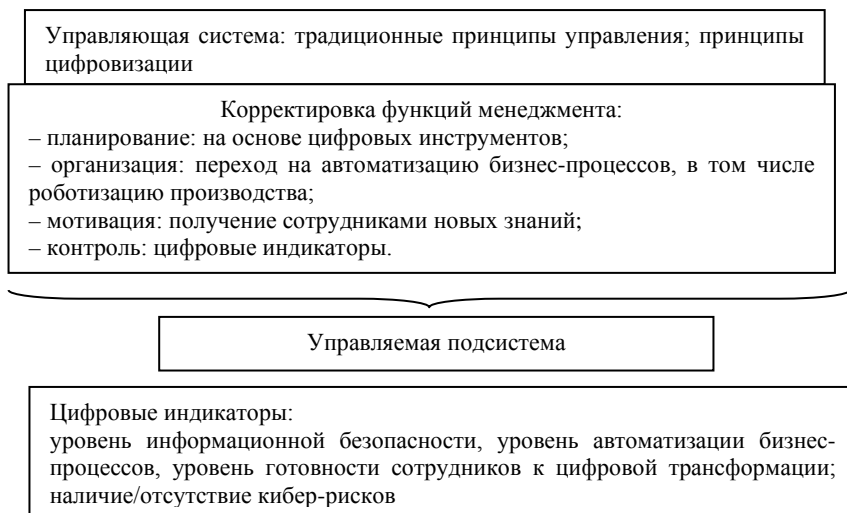 Управляющая система: традиционные принципы управления; принципы
цифровизации
Корректировка функций менеджмента:
– планирование: на основе цифровых инструментов;
– организация: переход на автоматизацию бизнес-процессов, в том числе
роботизацию производства;
– мотивация: получение сотрудниками новых знаний;
– контроль: цифровые индикаторы.
Управляемая подсистема
Цифровые индикаторы:
уровень информационной безопасности, уровень автоматизации бизнес-
процессов, уровень готовности сотрудников к цифровой трансформации;
наличие/отсутствие кибер-рисков